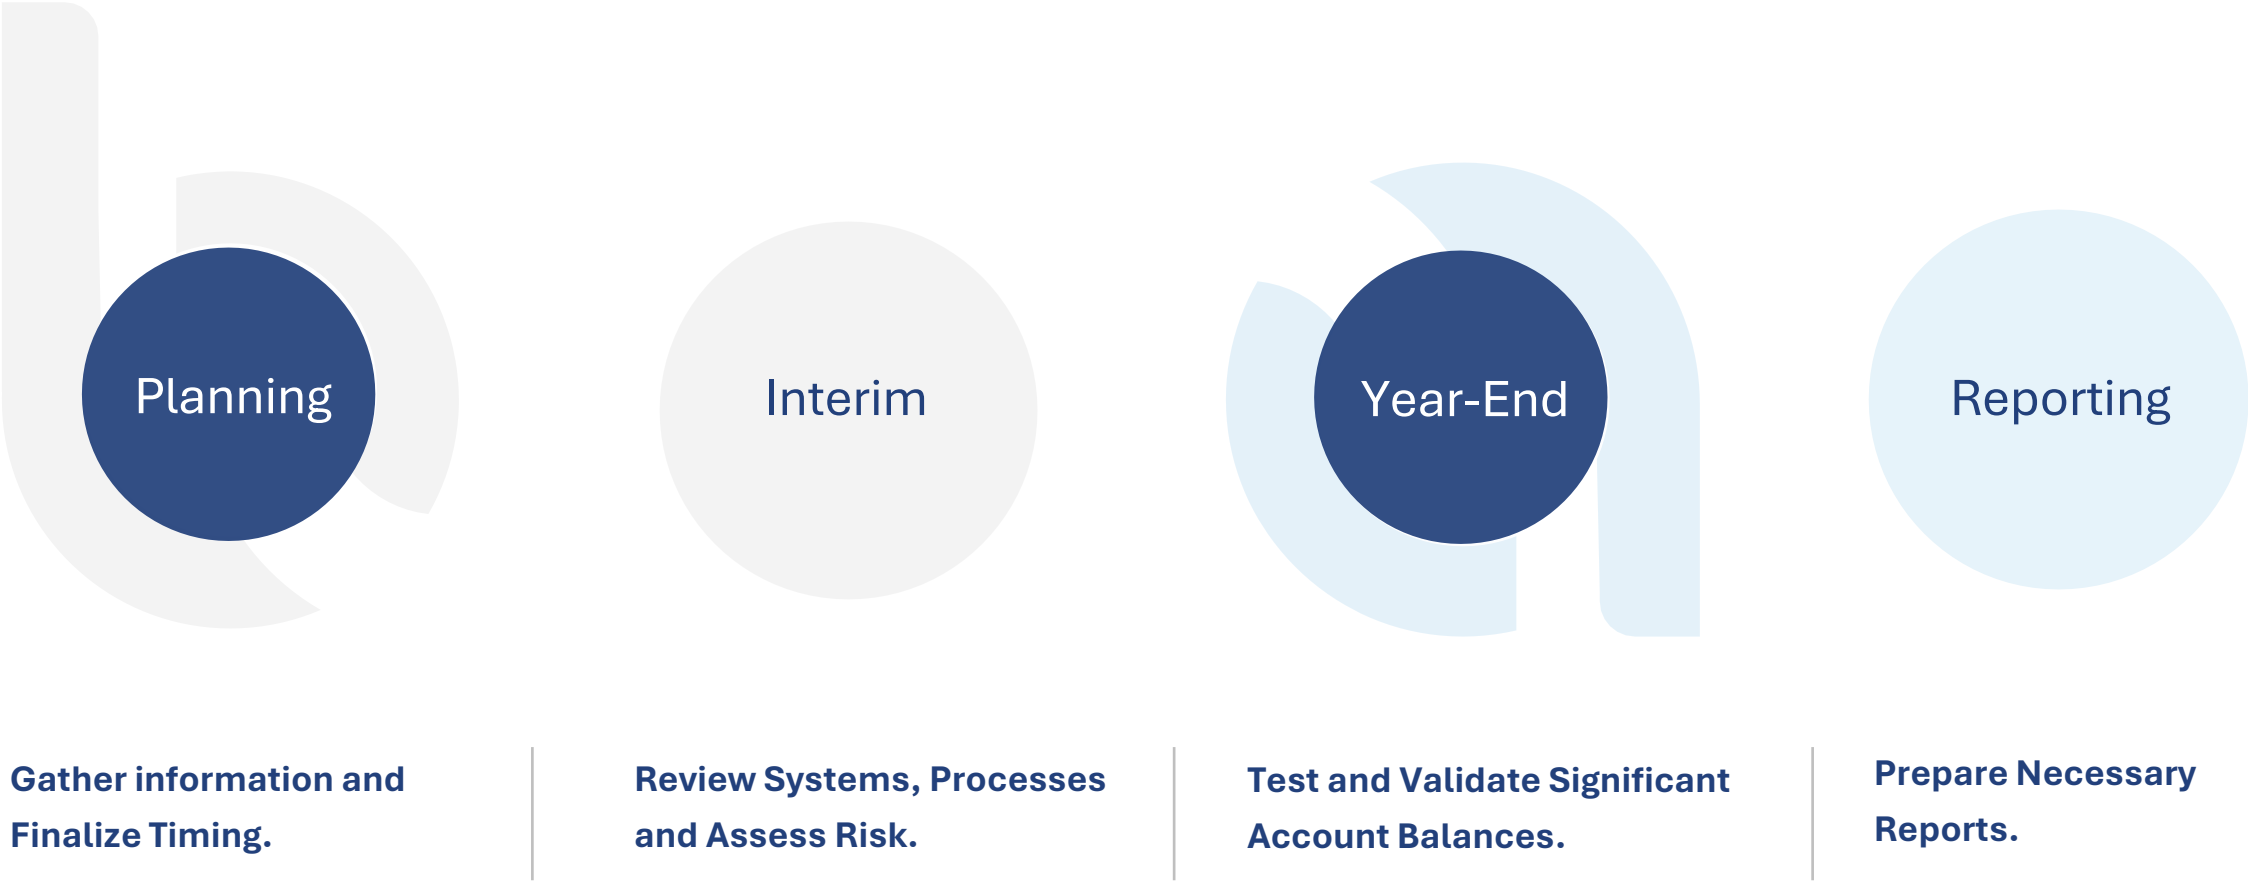 Planning
Interim
Year-End
Reporting
Gather information and
Finalize Timing.
Review Systems, Processes
and Assess Risk.
Test and Validate Significant
Account Balances.
Prepare Necessary
Reports.